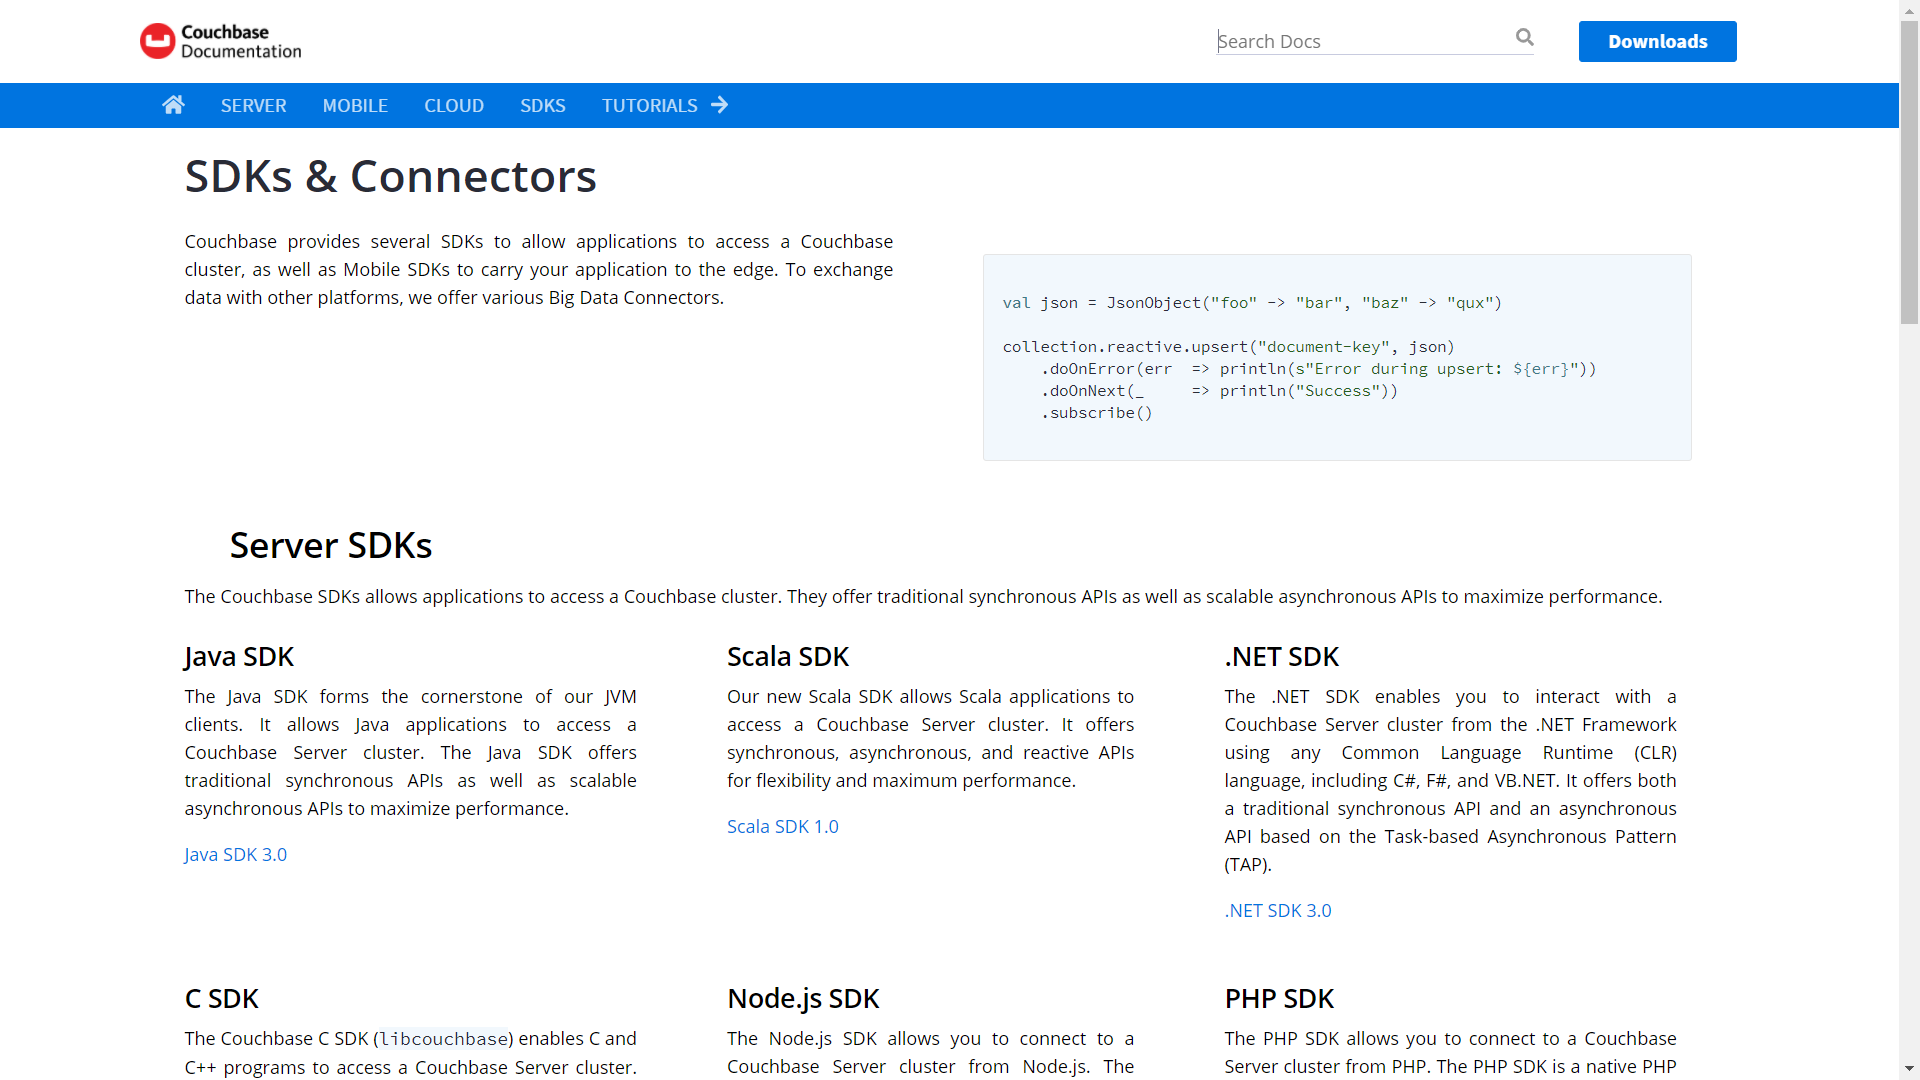 Couchbase
Documentation
Search Docs
Downloads
SERVER MOBILE CLOUD SDKS TUTORIALS
SDKs & Connectors
Couchbase provides several SDKs to allow applications to access a Couchbase
cluster, as well as Mobile SDKs to carry your application to the edge. To exchange
data with other platforms, we offer various Big Data Connectors.
val json = JsonObject("foo" -> "bar", "baz" -> "qux")
collection.reactive.upsert("document-key", json)
.doOnError(err => println(s"Error during upsert: ${err}"))
.doOnNext(_ => println("Success"))
.subscribe()
Server SDKs
The Couchbase SDKs allows applications to access a Couchbase cluster. They offer traditional synchronous APIs as well as scalable asynchronous APIs to maximize performance.
Java SDK
The Java SDK forms the cornerstone of our JVM
clients. It allows Java applications to access a
Couchbase Server cluster. The Java SDK offers
traditional synchronous APIs as well as scalable
asynchronous APIs to maximize performance.
Java SDK 3.0
Scala SDK
Our new Scala SDK allows Scala applications to
access a Couchbase Server cluster. It offers
synchronous, asynchronous, and reactive APIs
for flexibility and maximum performance.
Scala SDK 1.0
.NET SDK
The .NET SDK enables you to interact with a
Couchbase Server cluster from the .NET Framework
using any Common Language Runtime (CLR)
language, including C#, F#, and VB.NET. It offers both
a traditional synchronous API and an asynchronous
API based on the Task-based Asynchronous Pattern
(TAP).
.NET SDK 3.0
C SDK
The Couchbase C SDK (libcouchbase) enables C and
C++ programs to access a Couchbase Server cluster.
Node.js SDK
The Node.js SDK allows you to connect to a
Couchbase Server cluster from Node.js. The
PHP SDK
The PHP SDK allows you to connect to a Couchbase
Server cluster from PHP. The PHP SDK is a native PHP